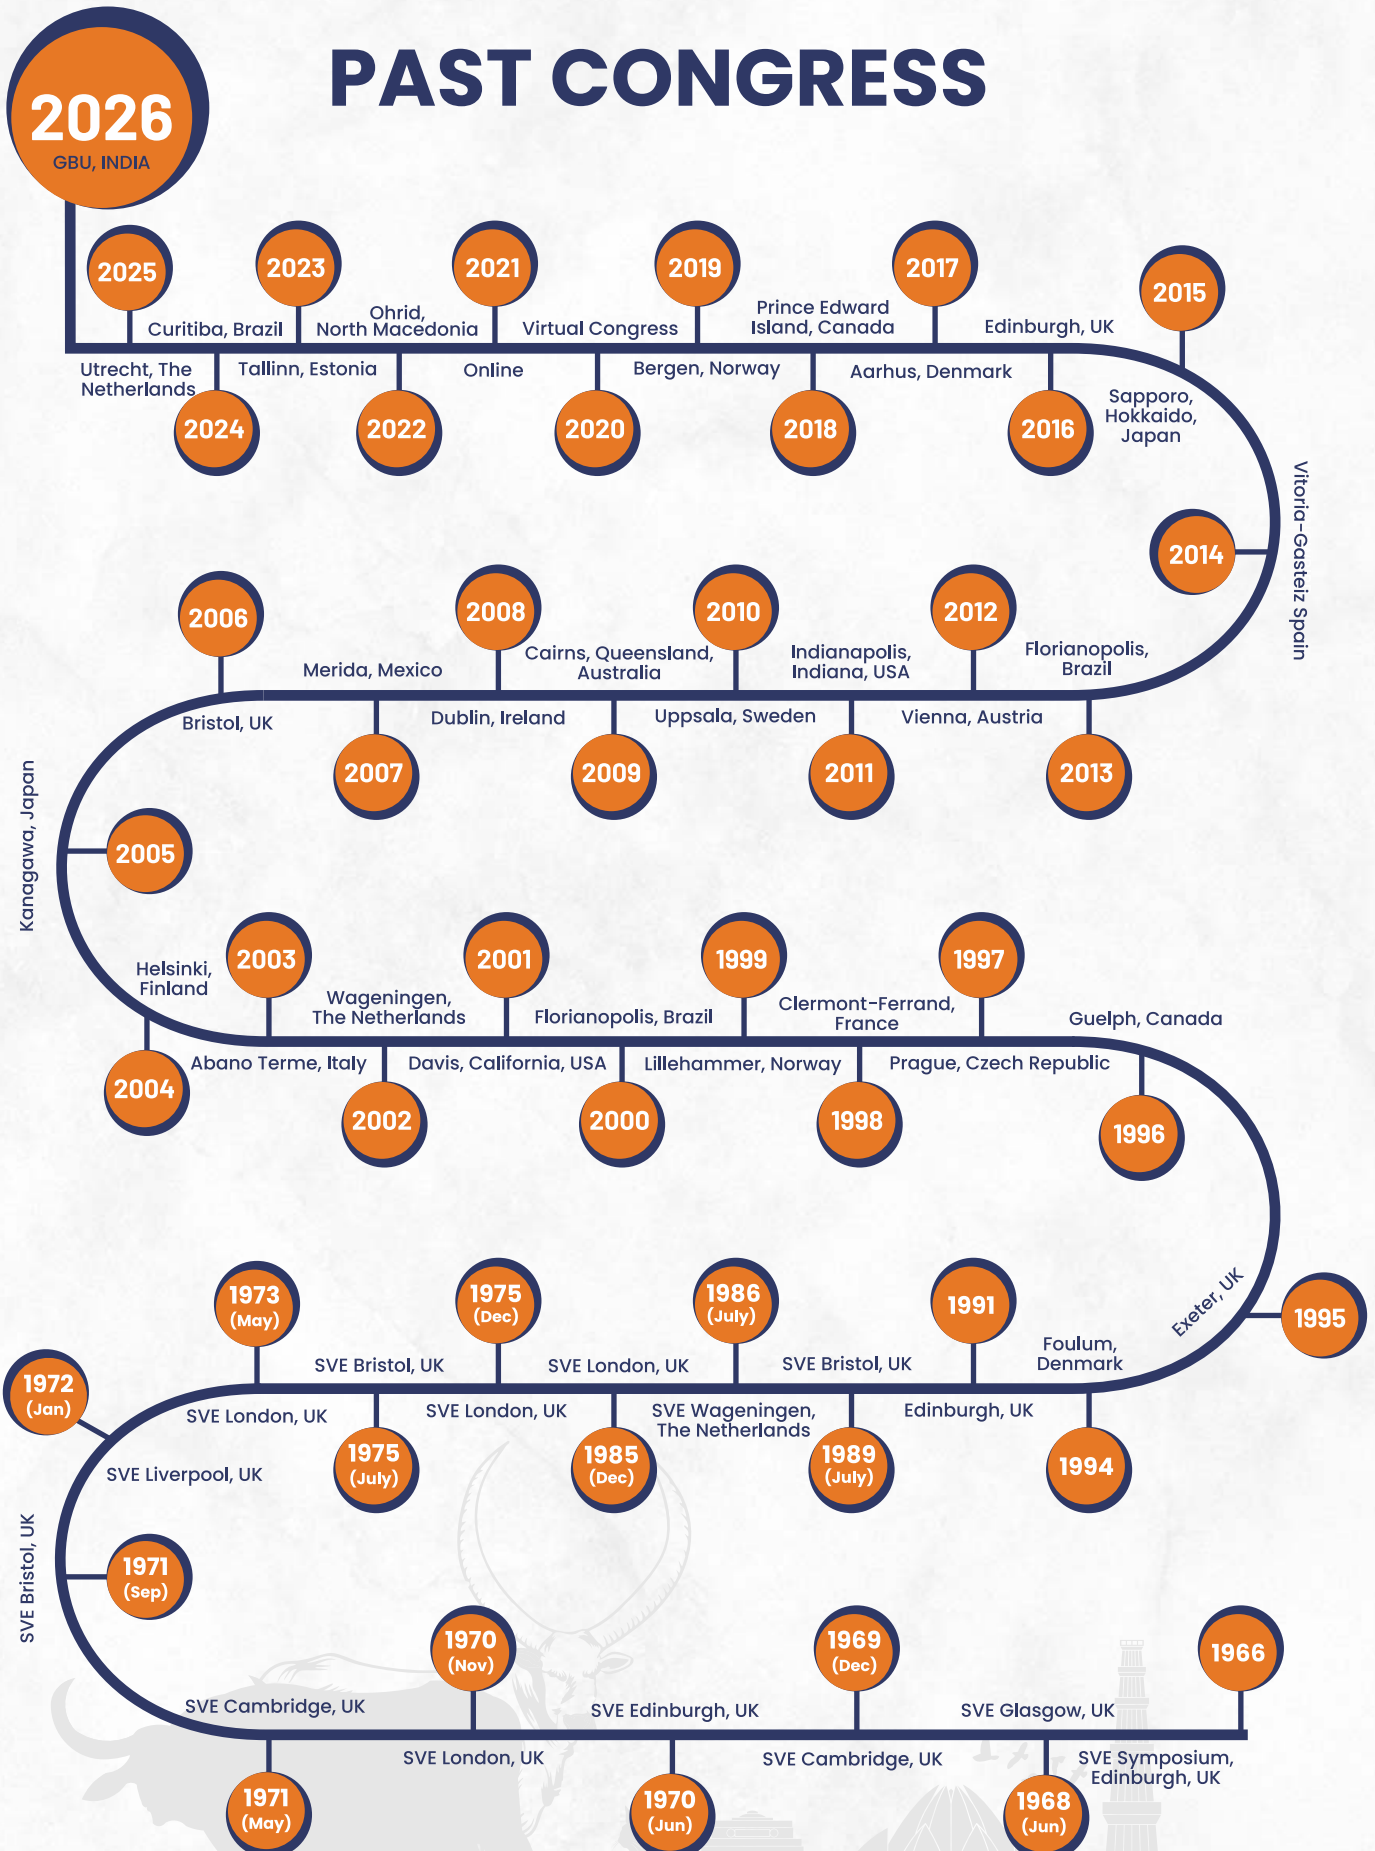 PAST CONGRESS
2026
GBU, INDIA
2025
Utrecht, The
Netherlands
Curitiba, Brazil
2024
2023
Tallinn, Estonia
Ohrid,
North Macedonia
2022
2021
Online
Virtual Congress
2020
2019
Bergen, Norway
Prince Edward
Island, Canada
2018
2017
Aarhus, Denmark
Edinburgh, UK
2016
2015
Sapporo,
Hokkaido,
Japan
Vitoria-Gasteiz Spain
2014
Florianopolis,
Brazil
2013
2012
Vienna, Austria
Indianapolis,
Indiana, USA
2011
2010
Uppsala, Sweden
Cairns, Queensland,
Australia
2009
2008
Dublin, Ireland
Merida, Mexico
2007
2006
Bristol, UK
Kanagawa, Japan
2005
Helsinki,
Finland
2004
2003
Abano Terme, Italy
Wageningen,
The Netherlands
2002
2001
Davis, California, USA
Florianopolis, Brazil
2000
1999
Lillehammer, Norway
Clermont-Ferrand,
France
1998
1997
Prague, Czech Republic
Guelph, Canada
1996
Exeter, UK
1995
Foulum,
Denmark
1994
1991
Edinburgh, UK
SVE Bristol, UK
1989
(July)
1986
(July)
SVE Wageningen,
The Netherlands
SVE London, UK
1985
(Dec)
1975
(Dec)
SVE London, UK
SVE Bristol, UK
1975
(July)
1973
(May)
SVE London, UK
1972
(Jan)
SVE Liverpool, UK
SVE Bristol, UK
1971
(Sep)
SVE Cambridge, UK
1971
(May)
1970
(Nov)
SVE London, UK
SVE Edinburgh, UK
1970
(Jun)
1969
(Dec)
SVE Cambridge, UK
SVE Glasgow, UK
1968
(Jun)
1966
SVE Symposium,
Edinburgh, UK